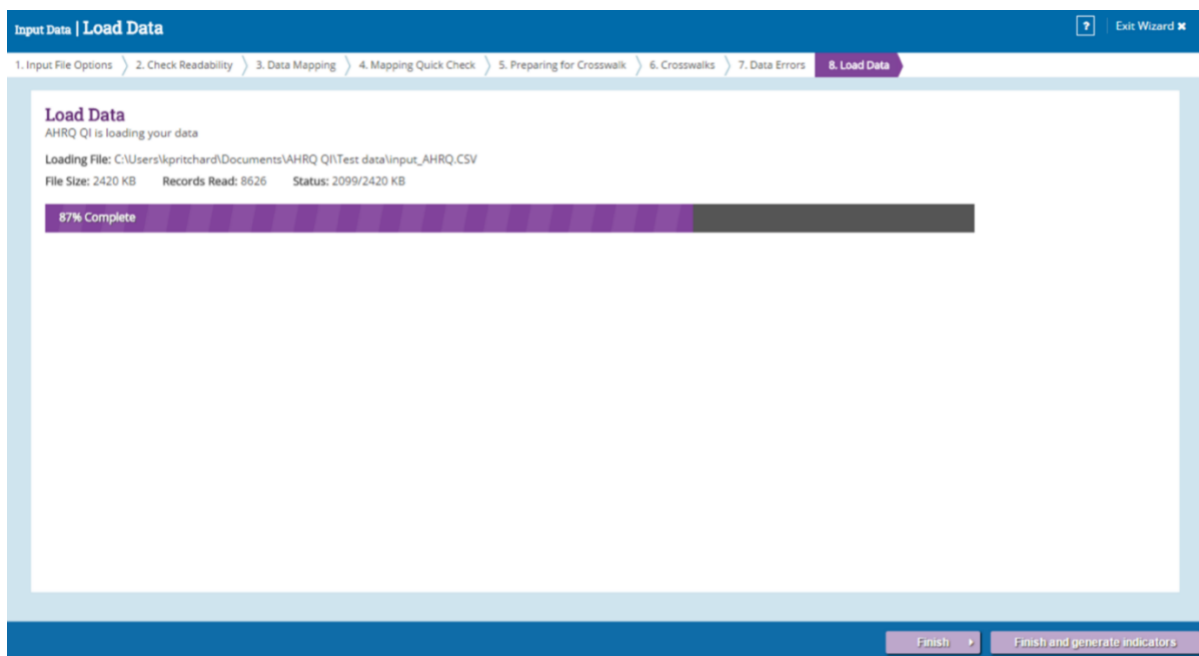 Input Data | Load Data
? Exit Wizard ✖
1. Input File Options 2. Check Readability 3. Data Mapping 4. Mapping Quick Check 5. Preparing for Crosswalk 6. Crosswalks 7. Data Errors 8. Load Data
Load Data
AHRQ QI is loading your data
Loading File: C:\Users\kpritchard\Documents\AHRQ QI\Test data\input_AHRQ.CSV
File Size: 2420 KB Records Read: 8626 Status: 2099/2420 KB
87% Complete
Finish Finish and generate indicators